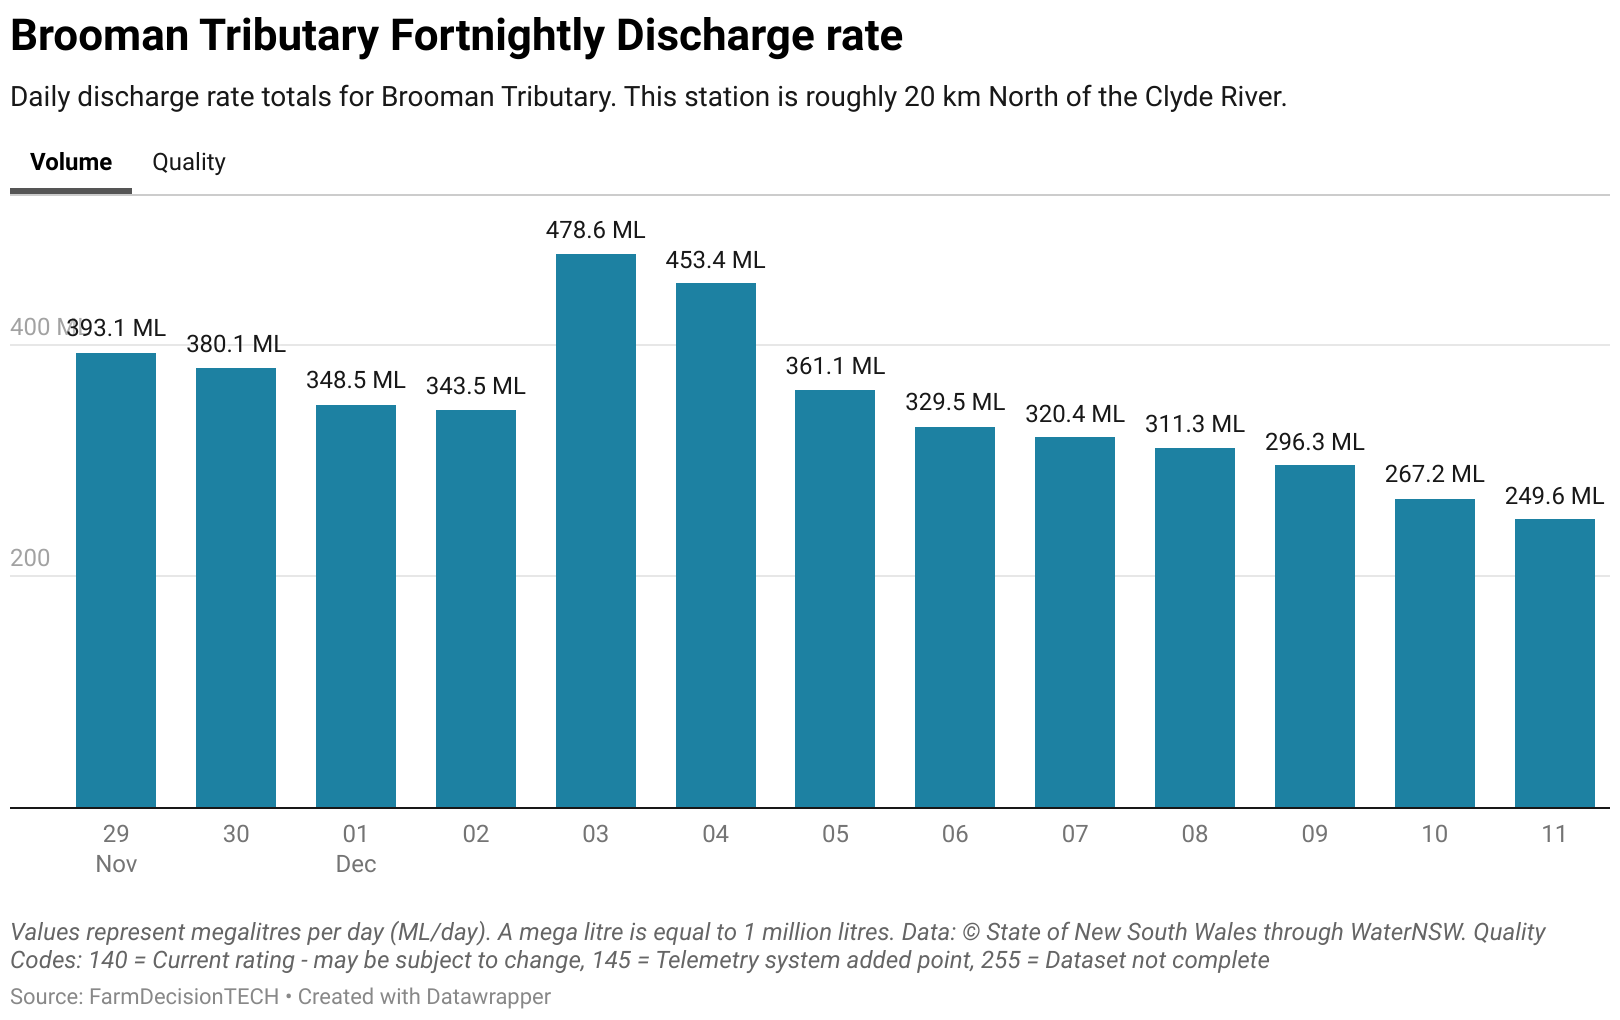 Brooman Tributary Fortnightly Discharge rate
Daily discharge rate totals for Brooman Tributary. This station is roughly 20 km North of the Clyde River.
Volume Quality
478.6 ML
453.4 ML
400 ML
393.1 ML
380.1 ML
361.1 ML
348.5 ML
343.5 ML
329.5 ML
320.4 ML
311.3 ML
296.3 ML
267.2 ML
249.6 ML
200
29 30 01 02 03 04 05 06 07 08 09 10 11
Nov Dec
Values represent megalitres per day (ML/day). A mega litre is equal to 1 million litres. Data: © State of New South Wales through WaterNSW. Quality
Codes: 140 = Current rating - may be subject to change, 145 = Telemetry system added point, 255 = Dataset not complete
Source: FarmDecisionTECH • Created with Datawrapper